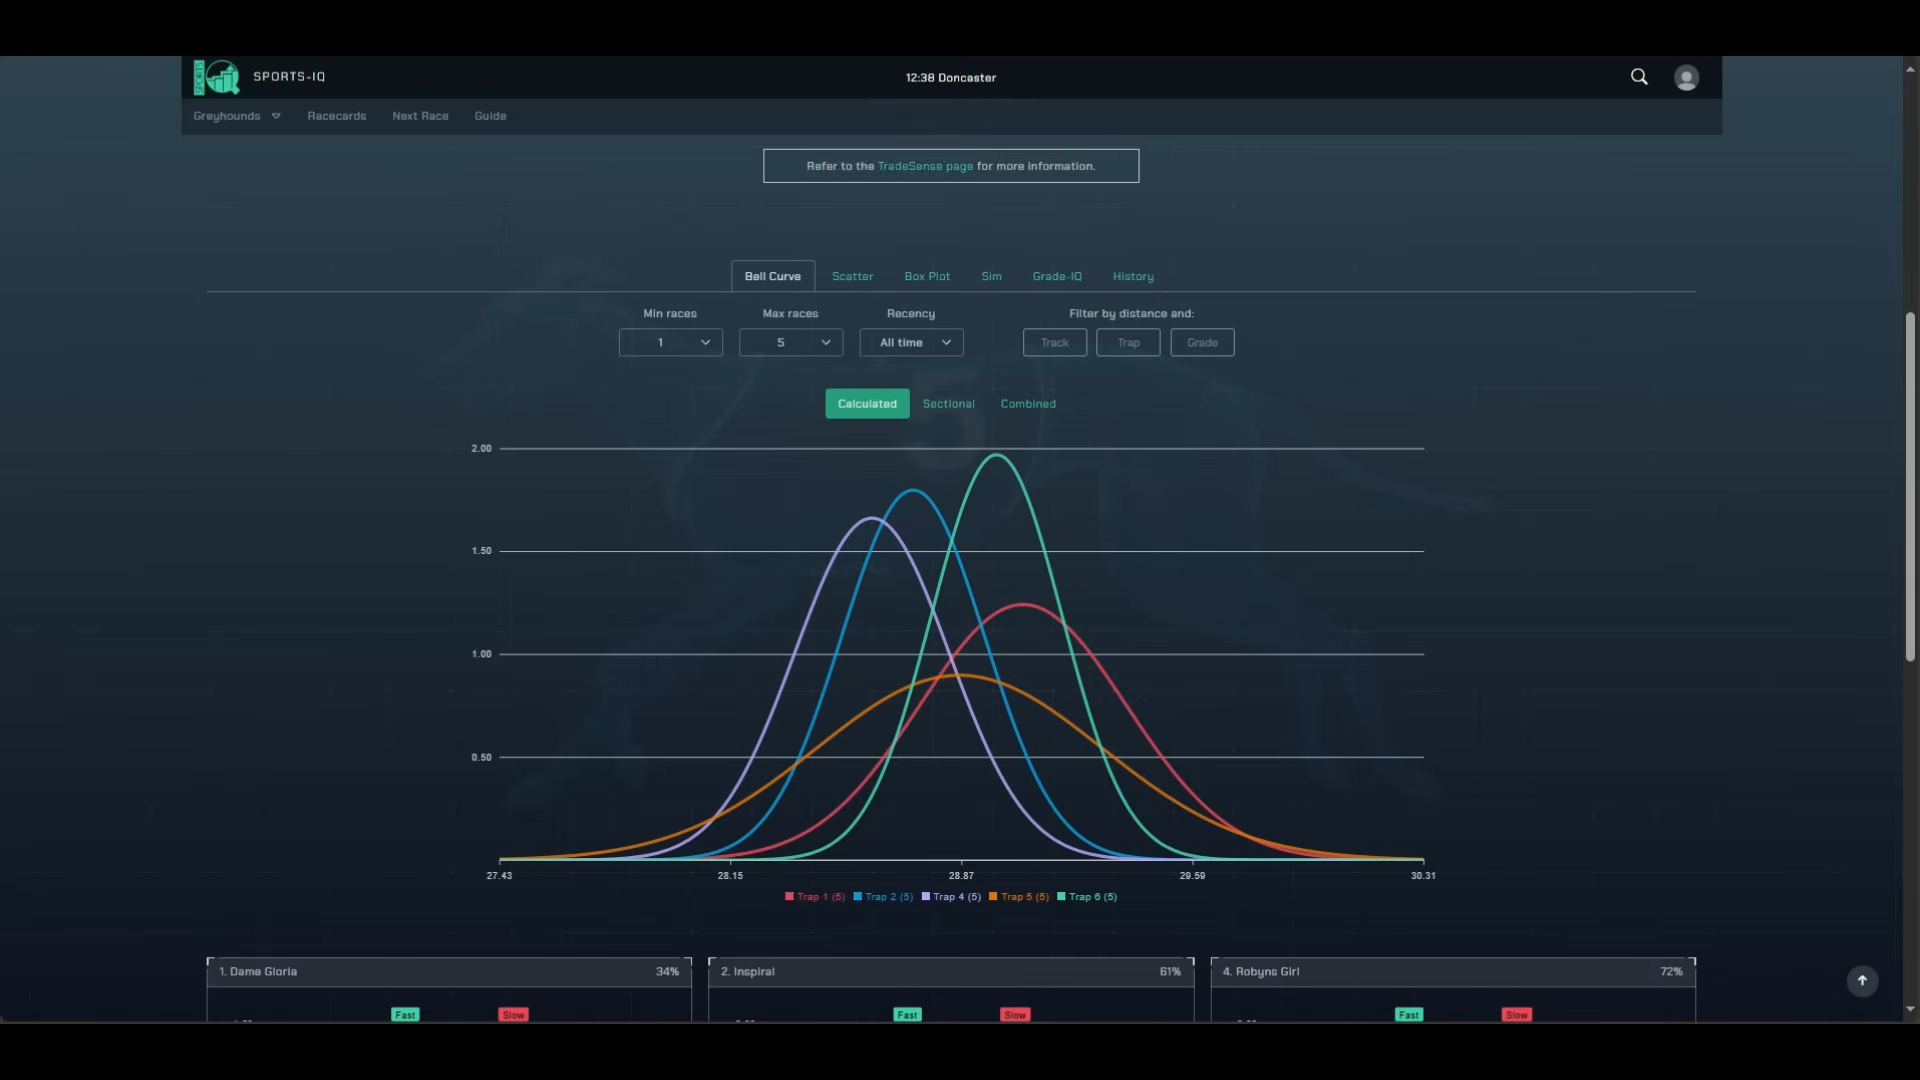 SPORTS
SPORTS-IQ
12:38 Doncaster
Greyhounds Racecards Next Race Guide
Refer to the TradeSense page for more information.
Bell Curve Scatter Box Plot Sim Grade-IQ History
Min races Max races Recency Filter by distance and:
1 5 All time Track Trap Grade
Calculated Sectional Combined
5
2.00
1.50
1.00
0.50
27.43 28.15 28.87 29.59 30.31
Trap 1 (5) Trap 2 (5) Trap 4 (5) Trap 5 (5) Trap 6 (5)
1. Dame Gloria 34% 2. Inspiral 61% 4. Robyns Girl 72%
Fast Slow Fast Slow Fast Slow